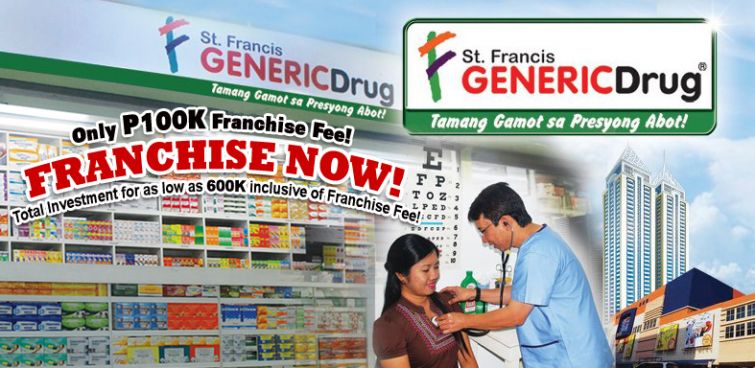 St. Francis
GENERICDrug
Tamang Gamot sa Presyong Abot!
St. Francis
GENERICDrug®
Tamang Gamot sa Presyong Abot!
Only P100K Franchise Fee!
FRANCHISE NOW!
Total Investment for as low as 600K inclusive of Franchise Fee!
E
F P
T O Z
L P E D